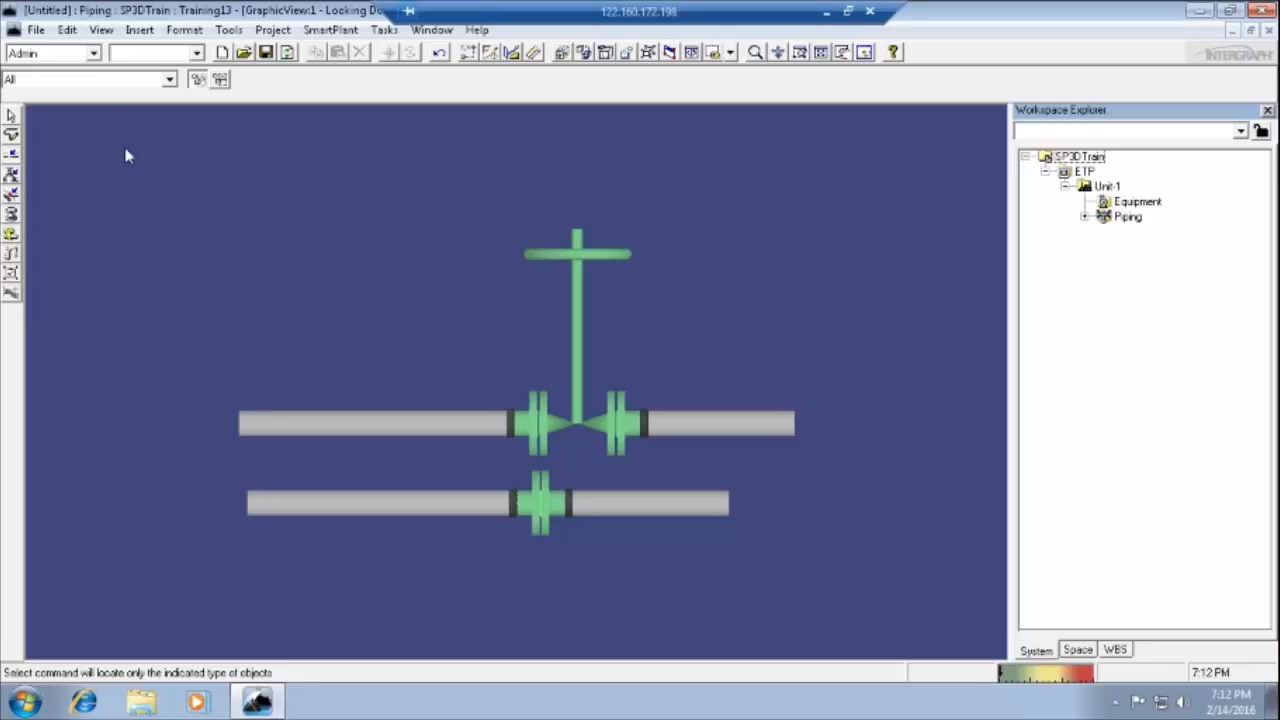 [Untitled] : Piping : SP3DTrain : Training13 - [GraphicView:1 - Looking Do
122.160.172.198
File Edit View Insert Format Tools Project SmartPlant Tasks Window Help
Admin
INTERGRAPH
All
Workspace Explorer
SP3DTrain
ETP
Unit-1
Equipment
Piping
System Space WBS
Select command will locate only the indicated type of objects
7:12 PM
7:12 PM
2/14/2016